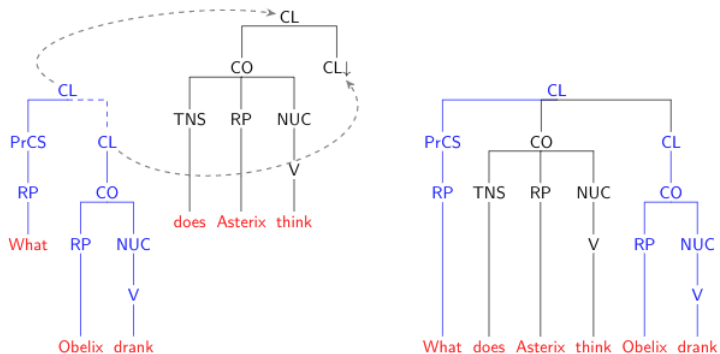 CL
CL
CO
CL↓
PrCS
CL
TNS
RP
NUC
RP
CO
V
What
RP
NUC
does
Asterix
think
V
Obelix
drank
CL
PrCS
CO
CL
RP
TNS
RP
NUC
CO
V
RP
NUC
V
What
does
Asterix
think
Obelix
drank